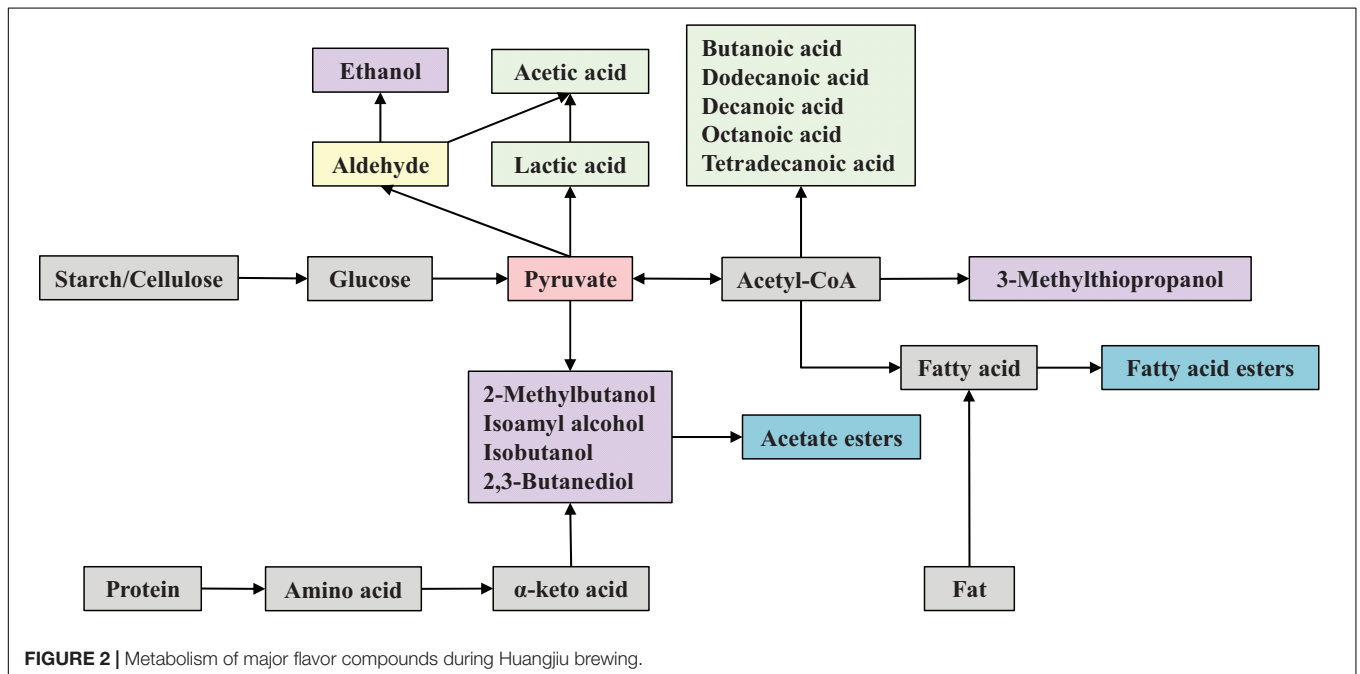 Ethanol
Acetic acid
Butanoic acid
Dodecanoic acid
Decanoic acid
Octanoic acid
Tetradecanoic acid
Aldehyde
Lactic acid
Starch/Cellulose
Glucose
Pyruvate
Acetyl-CoA
3-Methylthiopropanol
Fatty acid
Fatty acid esters
2-Methylbutanol
Isoamyl alcohol
Isobutanol
2,3-Butanediol
Acetate esters
Protein
Amino acid
α-keto acid
Fat
FIGURE 2 | Metabolism of major flavor compounds during Huangjiu brewing.